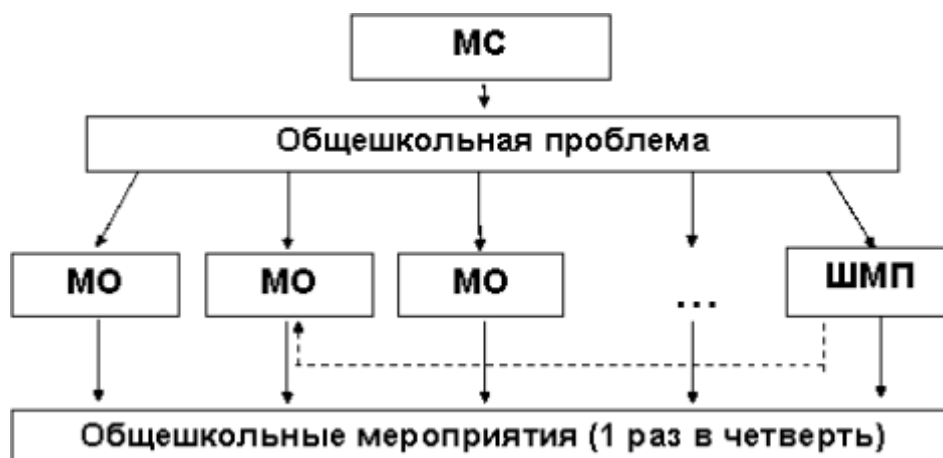 МС
Общешкольная проблема
МО МО МО ... ШМП
Общешкольные мероприятия (1 раз в четверть)